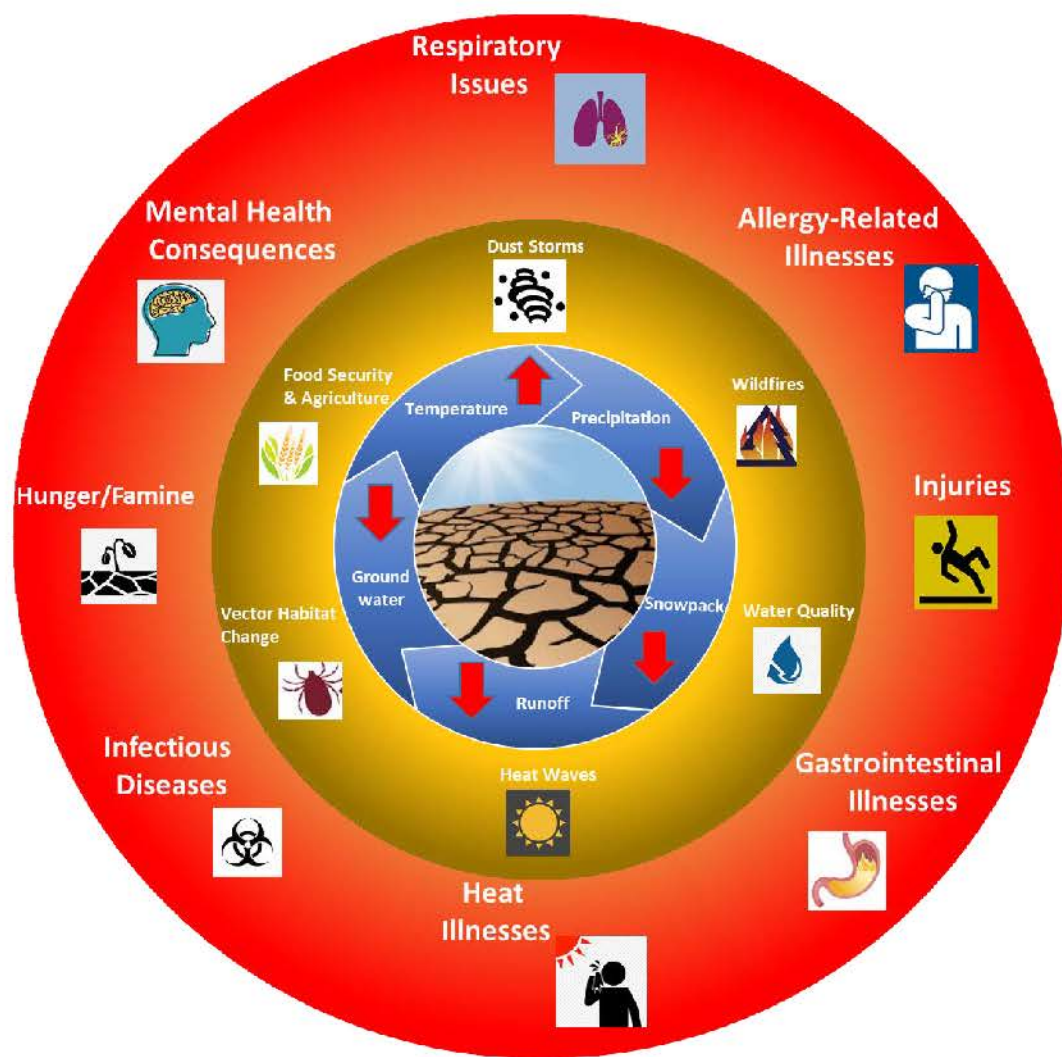 Respiratory
Issues
Mental Health
Consequences
Allergy-Related
Illnesses
Dust Storms
Food Security
& Agriculture
Temperature
Precipitation
Wildfires
Hunger/Famine
Injuries
Ground
water
Snowpack
Vector Habitat
Change
Water Quality
Runoff
Infectious
Diseases
Heat Waves
Gastrointestinal
Illnesses
Heat
Illnesses